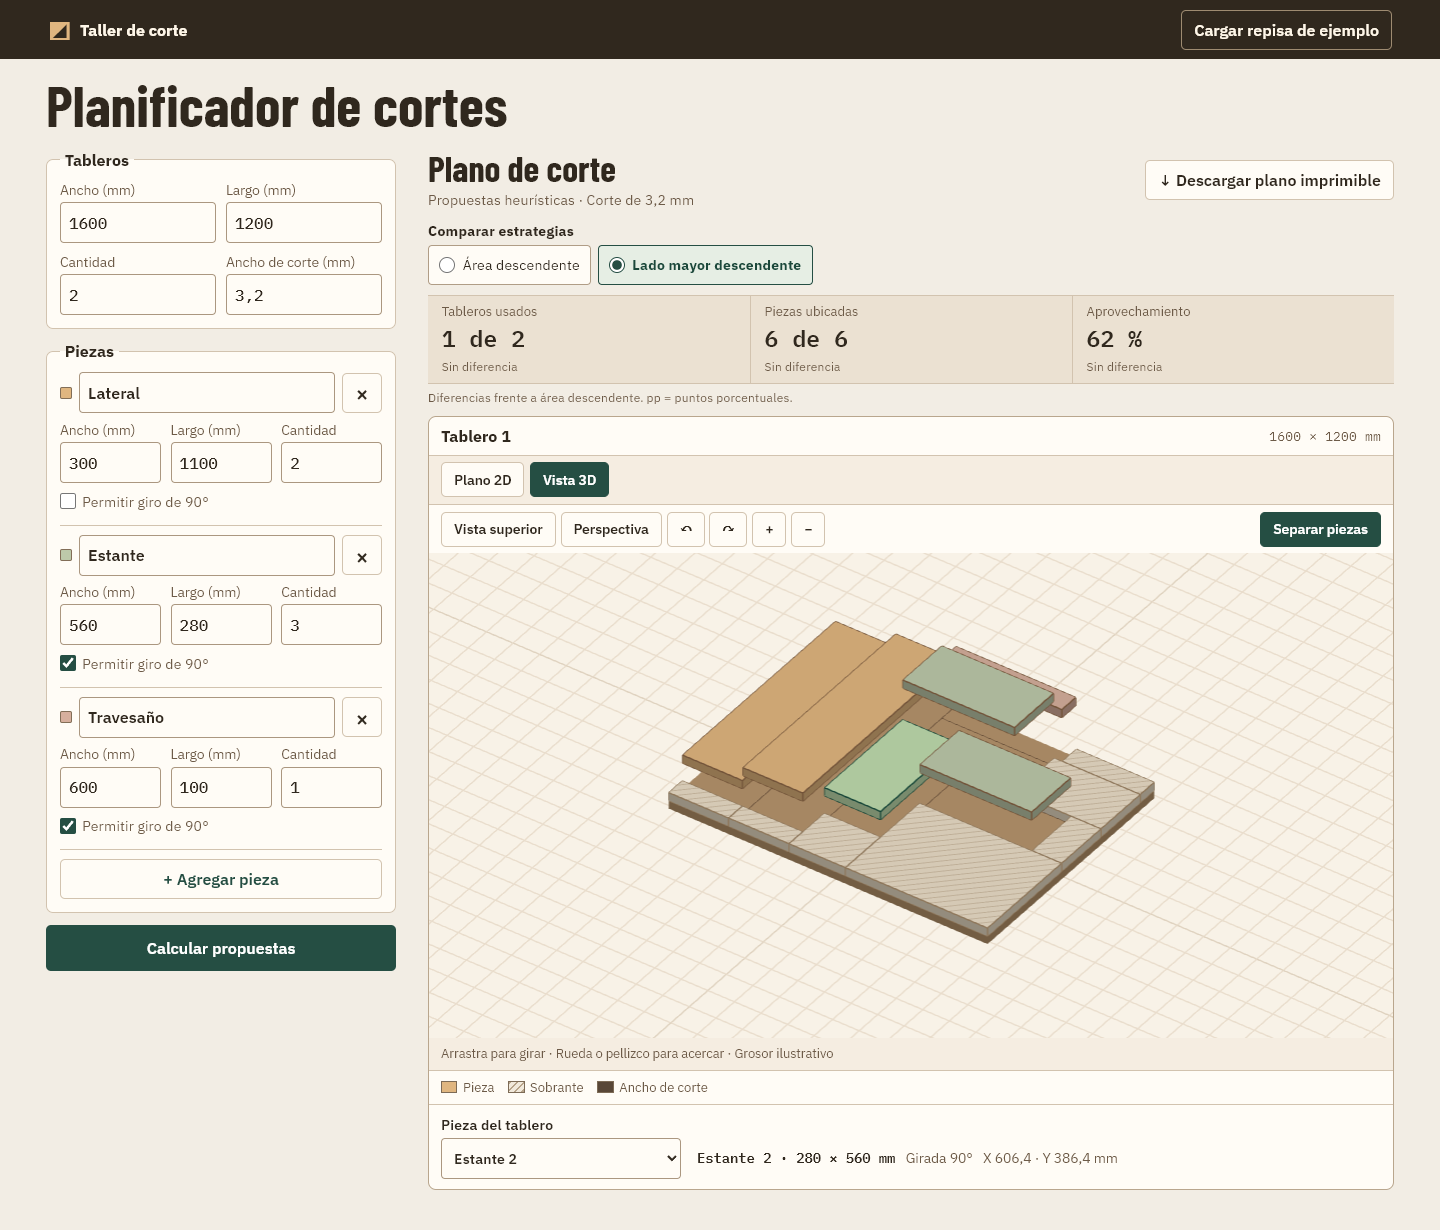 Taller de corte
Cargar repisa de ejemplo
Planificador de cortes
Tableros
Ancho (mm) Largo (mm)
1600 1200
Cantidad Ancho de corte (mm)
2 3,2
Piezas
Lateral ×
Ancho (mm) Largo (mm) Cantidad
300 1100 2
Permitir giro de 90°
Estante ×
Ancho (mm) Largo (mm) Cantidad
560 280 3
Permitir giro de 90°
Travesaño ×
Ancho (mm) Largo (mm) Cantidad
600 100 1
Permitir giro de 90°
+ Agregar pieza
Calcular propuestas
Plano de corte
Propuestas heurísticas · Corte de 3,2 mm
↓ Descargar plano imprimible
Comparar estrategias
Área descendente Lado mayor descendente
Tableros usados Piezas ubicadas Aprovechamiento
1 de 2 6 de 6 62 %
Sin diferencia Sin diferencia Sin diferencia
Diferencias frente a área descendente. pp = puntos porcentuales.
Tablero 1 1600 × 1200 mm
Plano 2D Vista 3D
Vista superior Perspectiva ↶ ↷ + − Separar piezas
Arrastra para girar · Rueda o pellizco para acercar · Grosor ilustrativo
Pieza Sobrante Ancho de corte
Pieza del tablero
Estante 2 Estante 2 · 280 × 560 mm Girada 90° X 606,4 · Y 386,4 mm